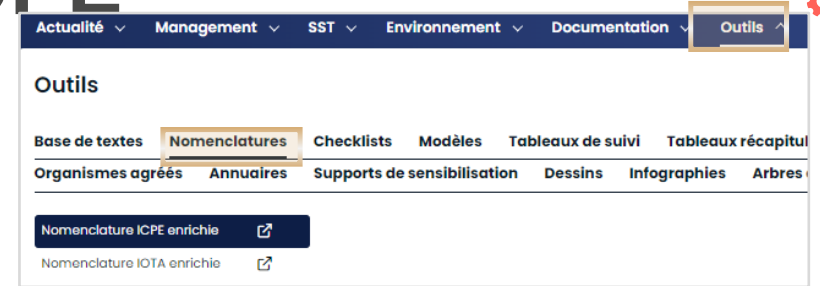 Actualité Management SST Environnement Documentation Outils
Outils
Base de textes Nomenclatures Checklists Modèles Tableaux de suivi Tableaux
Organismes agréés Annuaires Supports de sensibilisation Dessins Infographies Arbres
Nomenclature ICPE enrichie
Nomenclature IOTA enrichie